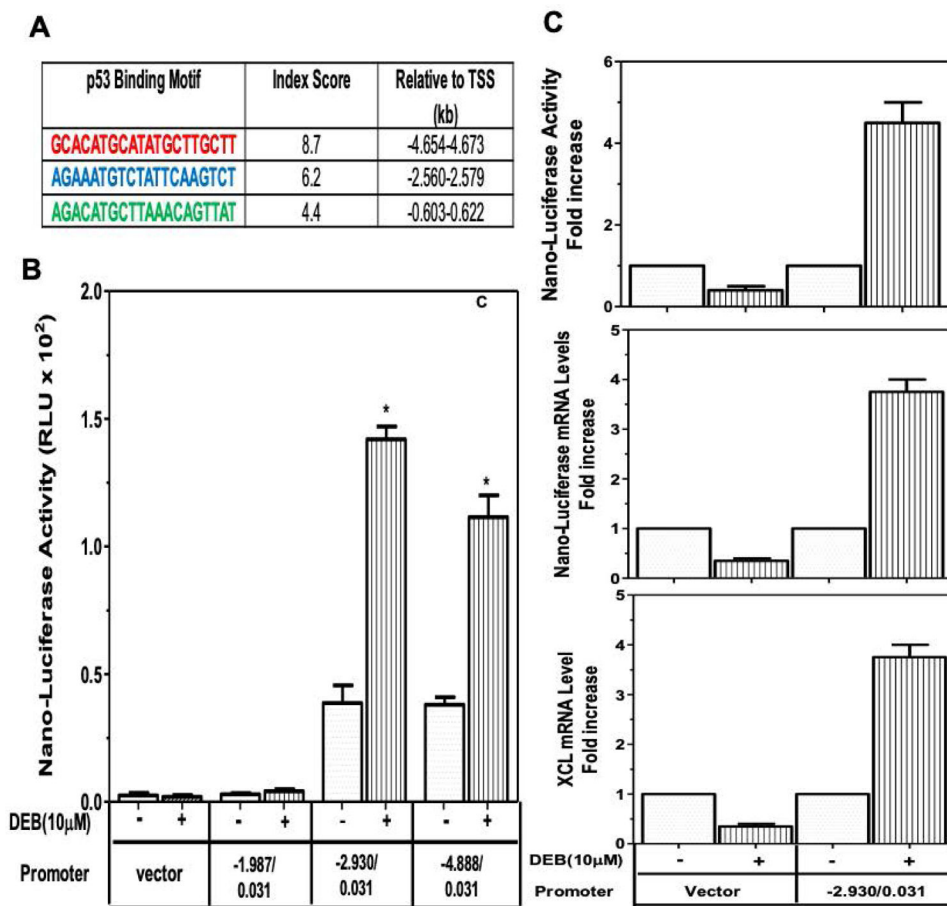 A
p53 Binding Motif Index Score Relative to TSS
(kb)
GCACATGCATATGCTTGCTT 8.7 -4.654-4.673
AGAAATGTCTATTCAAGTCT 6.2 -2.560-2.579
AGACATGCTTAAACAGTTAT 4.4 -0.603-0.622
B
Nano-Luciferase Activity (RLU x 10²)
2.0
1.5
1.0
0.5
0.0
C
*
*
DEB(10μM) - + - + - + - +
Promoter vector -1.987/ -2.930/ -4.888/
0.031 0.031 0.031
C
Nano-Luciferase Activity
Fold increase
6
4
2
0
Nano-Luciferase mRNA Levels
Fold increase
5
4
3
2
1
0
XCL mRNA Level
Fold increase
5
4
3
2
1
0
DEB(10μM) - + - +
Promoter Vector -2.930/0.031